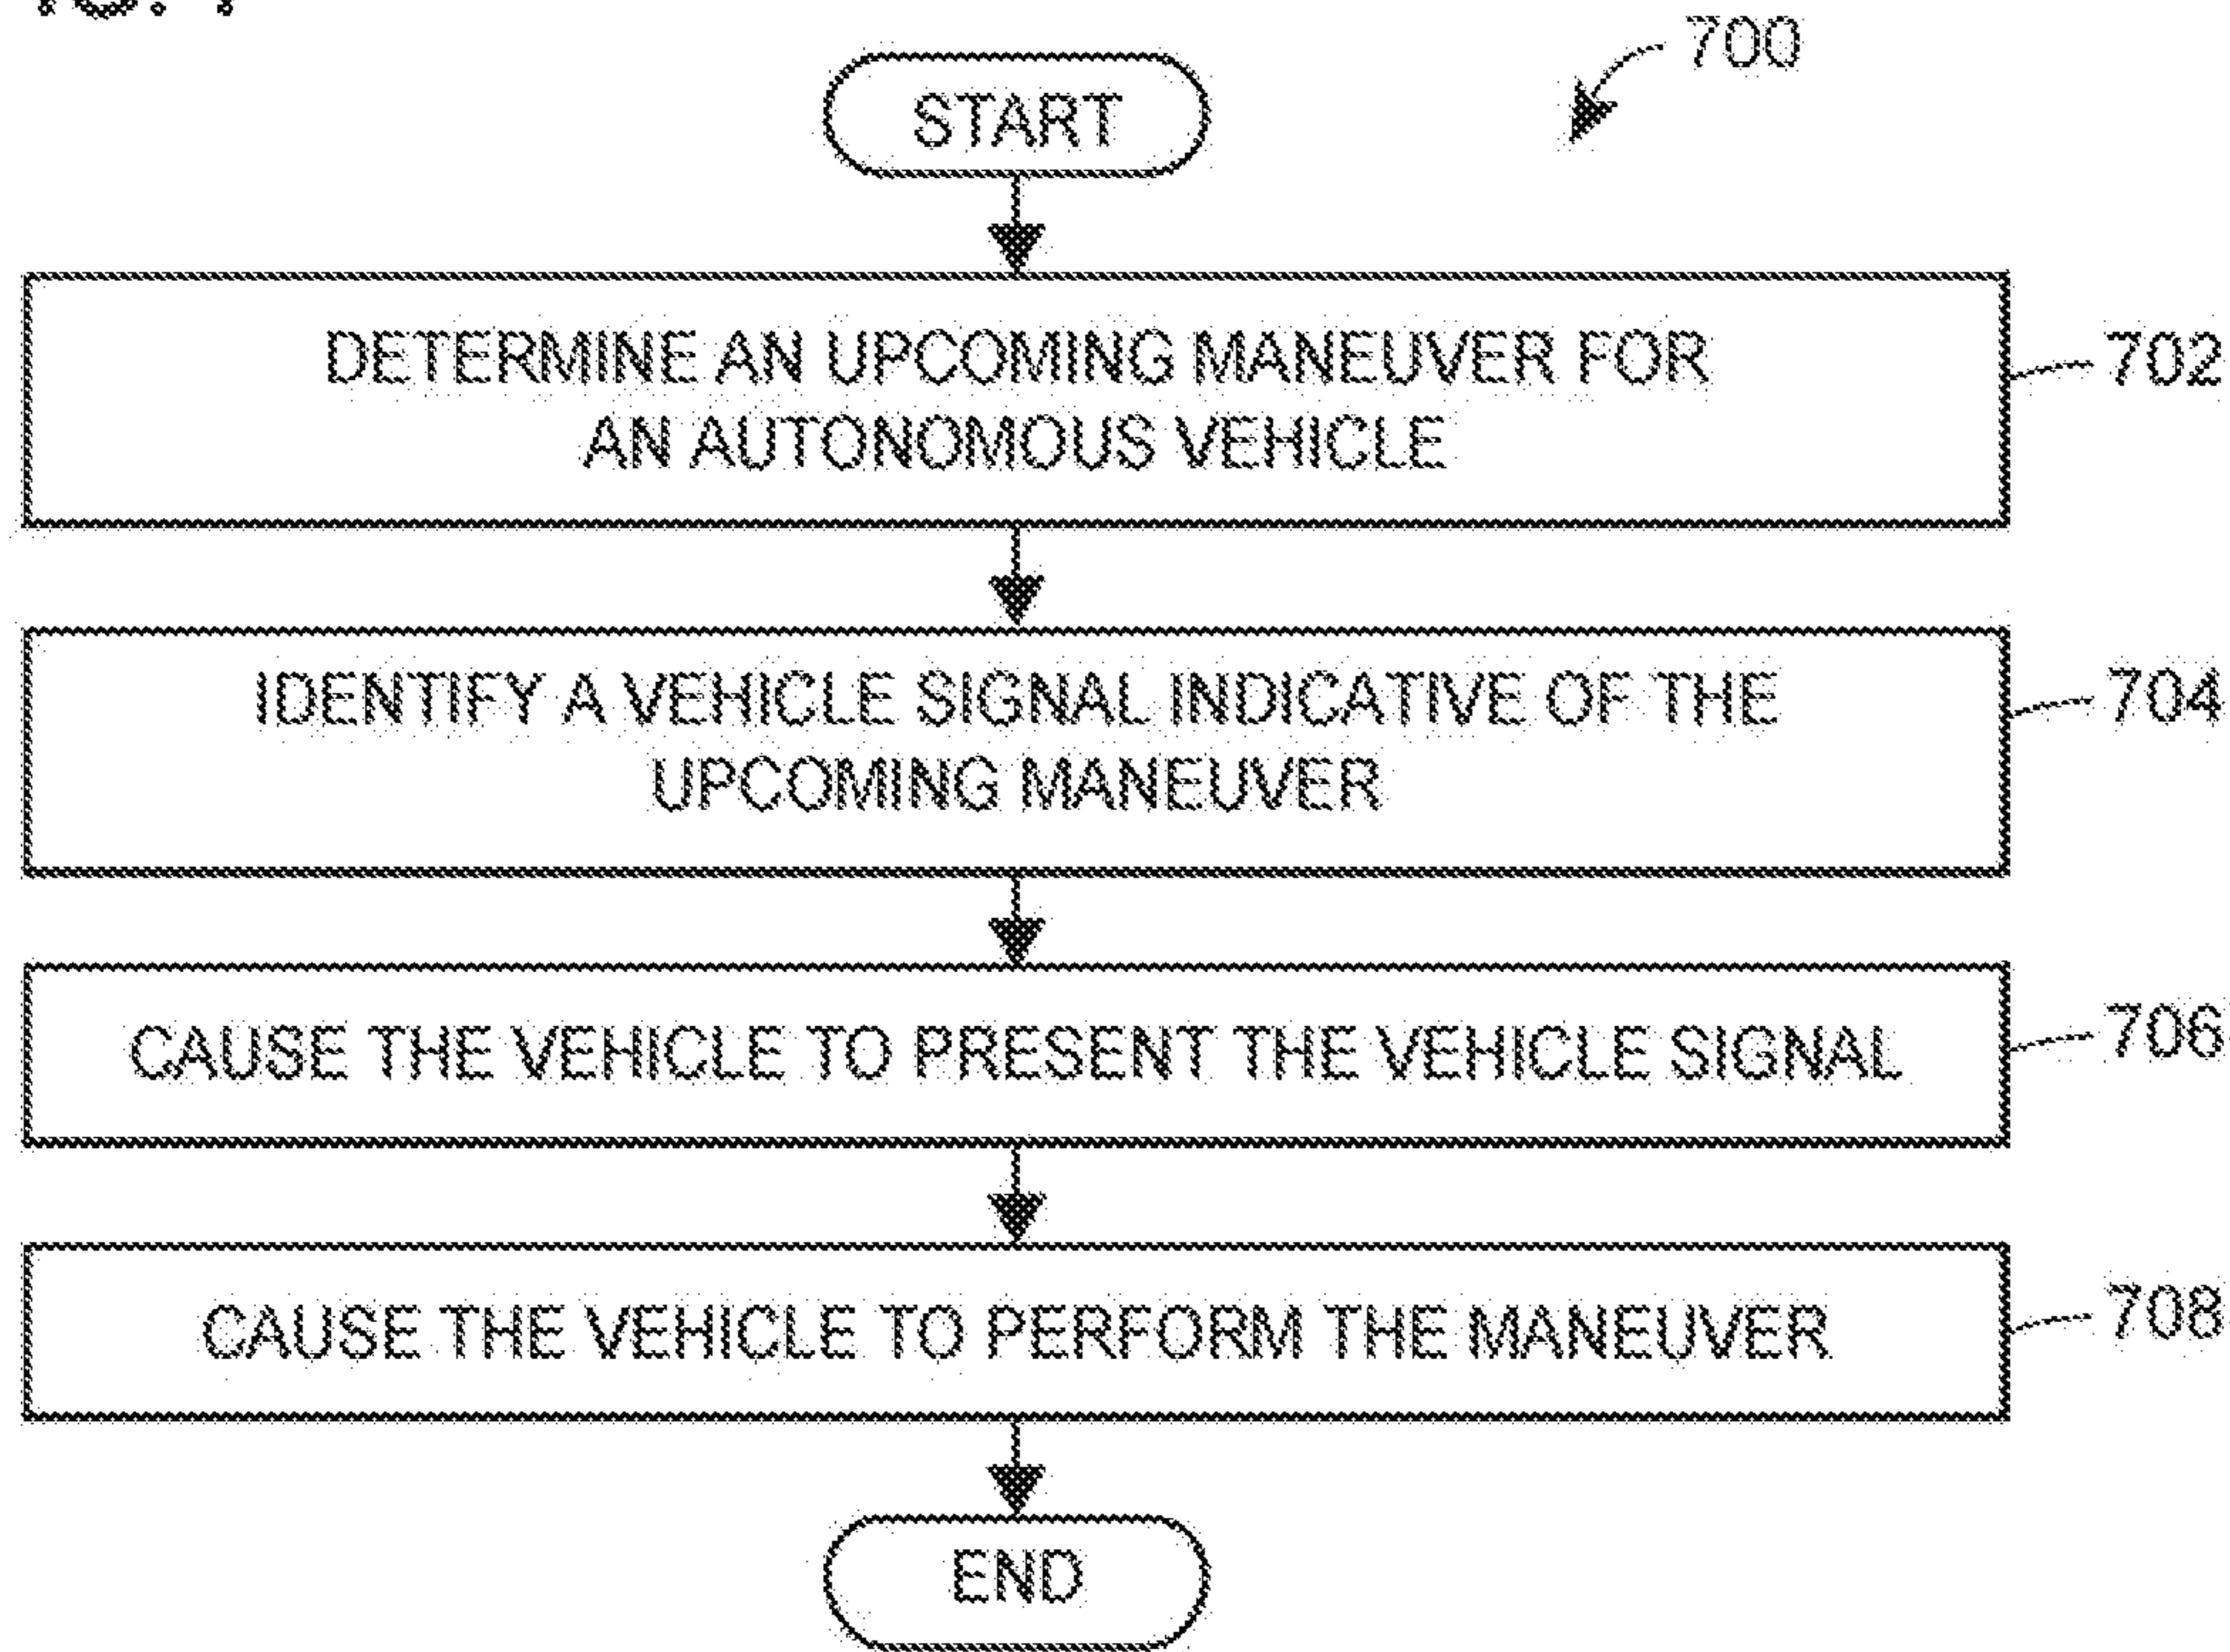 700
START
DETERMINE AN UPCOMING MANEUVER FOR
AN AUTONOMOUS VEHICLE
702
IDENTIFY A VEHICLE SIGNAL INDICATIVE OF THE
UPCOMING MANEUVER
704
CAUSE THE VEHICLE TO PRESENT THE VEHICLE SIGNAL
706
CAUSE THE VEHICLE TO PERFORM THE MANEUVER
708
END